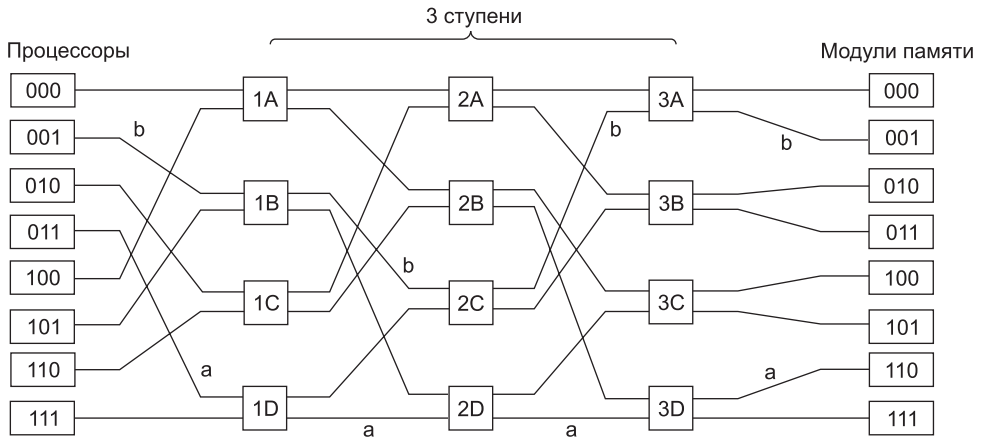 3 ступени
Процессоры
Модули памяти
000 1A 2A 3A 000
001 b b b 001
010 1B 2B 3B 010
011 011
100 b 1C 2C 3C 100
101 101
110 a a 110
111 1D 2D 3D 111
a a